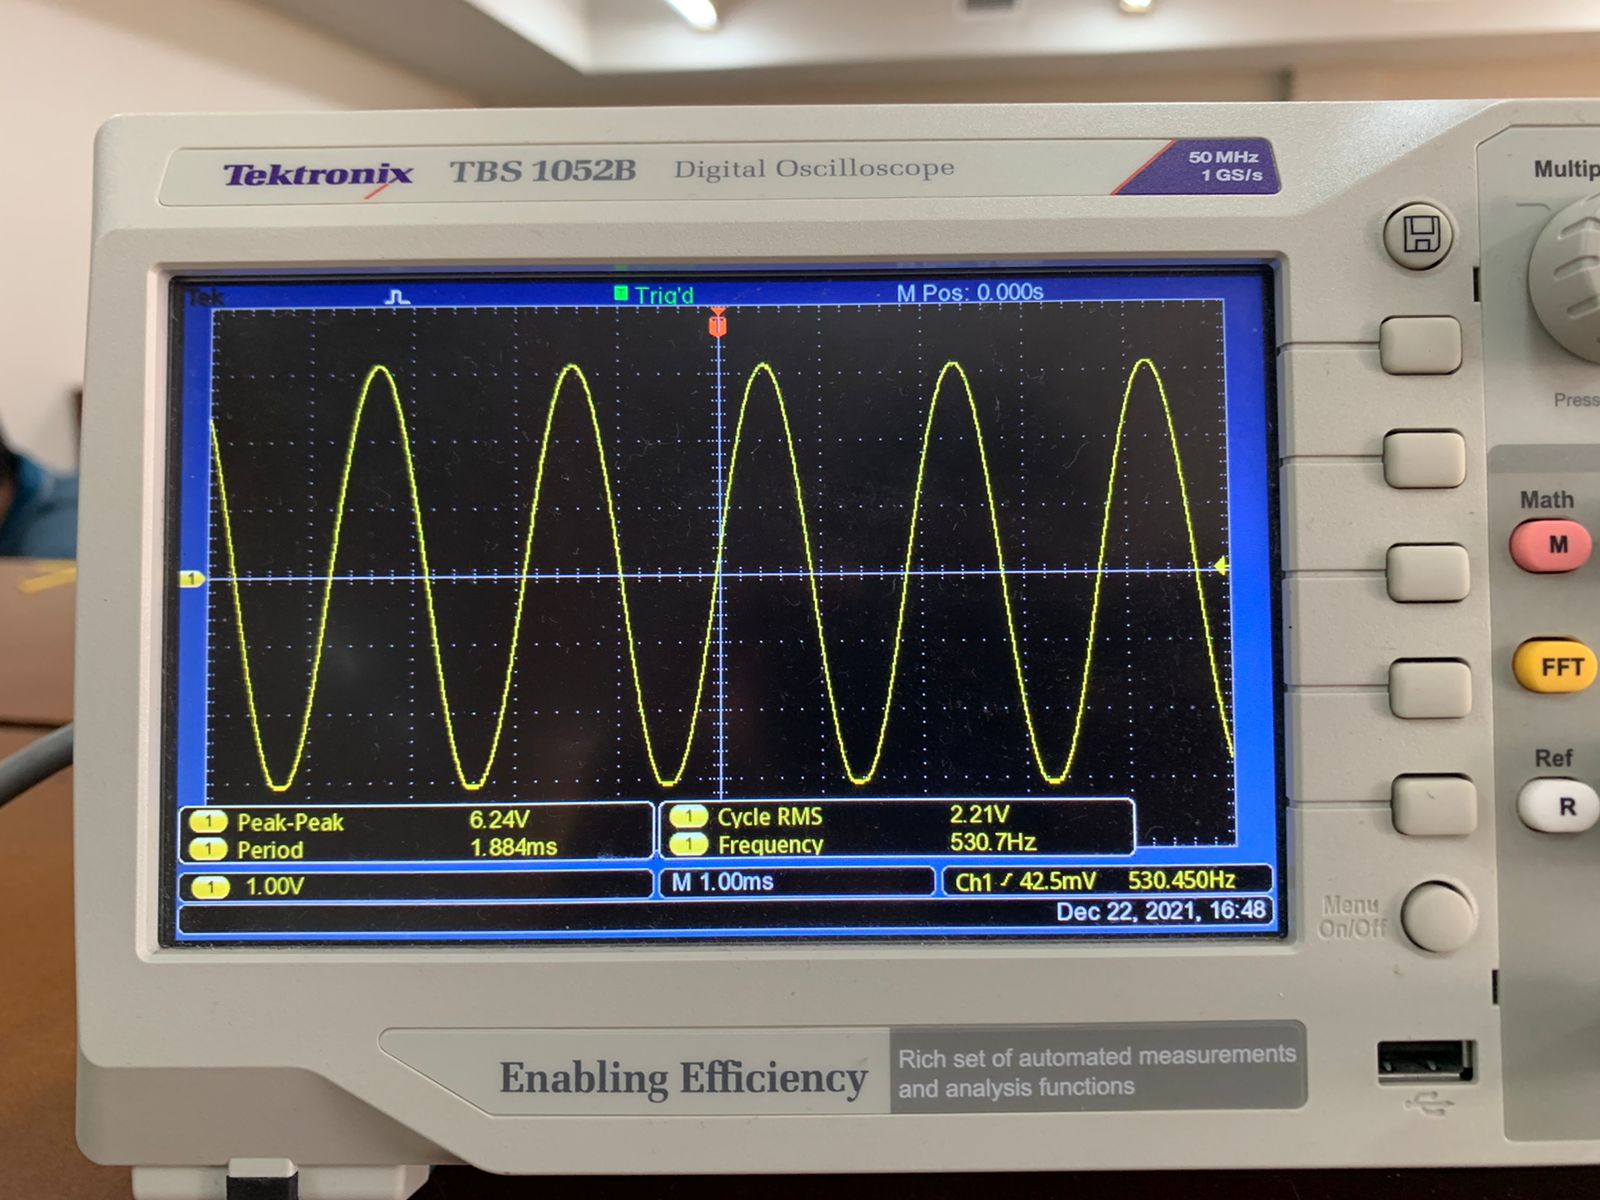 Tektronix TBS 1052B Digital Oscilloscope
50 MHz
1 GS/s
Multip
Tek
T Trig'd
M Pos: 0.000s
T
1
Press
Math
M
FFT
Ref
R
1 Peak-Peak 6.24V
1 Period 1.884ms
1 Cycle RMS 2.21V
1 Frequency 530.7Hz
1 1.00V
M 1.00ms
Ch1 42.5mV 530.450Hz
Dec 22, 2021, 16:48
Menu
On/Off
Enabling Efficiency
Rich set of automated measurements
and analysis functions